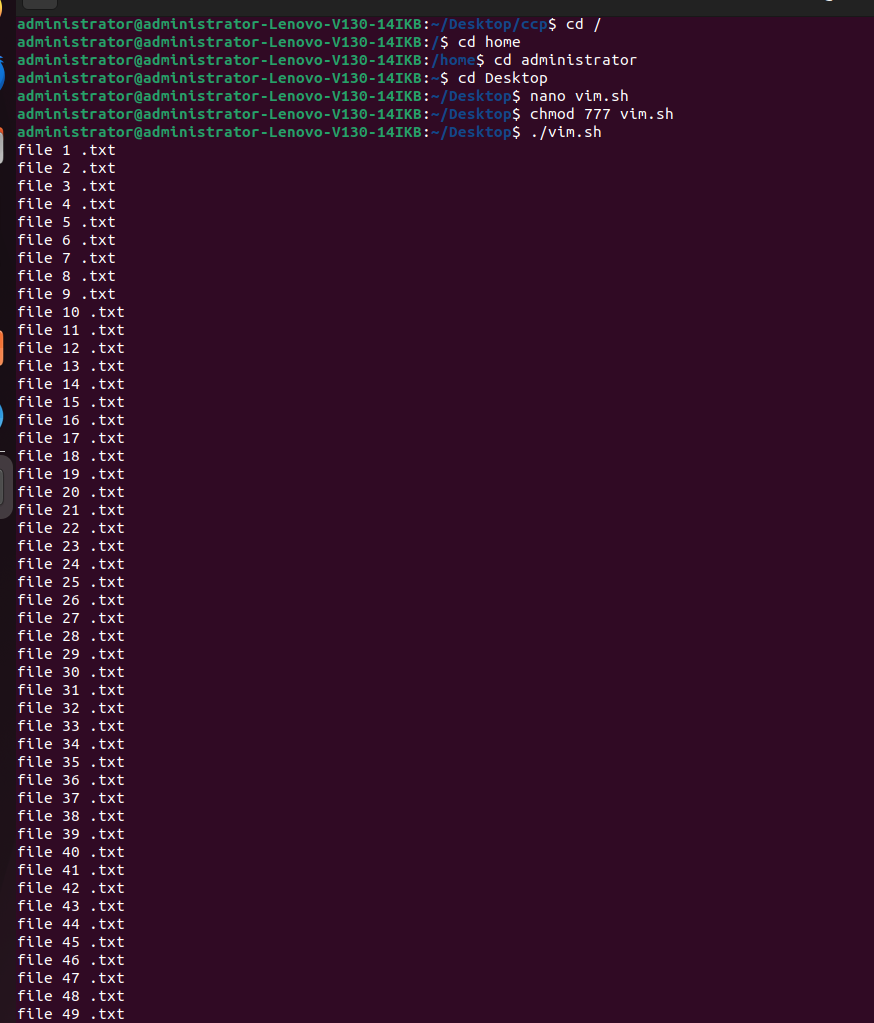 administrator@administrator-Lenovo-V130-14IKB:~/Desktop/ccp$ cd /
administrator@administrator-Lenovo-V130-14IKB:/$ cd home
administrator@administrator-Lenovo-V130-14IKB:/home$ cd administrator
administrator@administrator-Lenovo-V130-14IKB:~$ cd Desktop
administrator@administrator-Lenovo-V130-14IKB:~/Desktop$ nano vim.sh
administrator@administrator-Lenovo-V130-14IKB:~/Desktop$ chmod 777 vim.sh
administrator@administrator-Lenovo-V130-14IKB:~/Desktop$ ./vim.sh
file 1 .txt
file 2 .txt
file 3 .txt
file 4 .txt
file 5 .txt
file 6 .txt
file 7 .txt
file 8 .txt
file 9 .txt
file 10 .txt
file 11 .txt
file 12 .txt
file 13 .txt
file 14 .txt
file 15 .txt
file 16 .txt
file 17 .txt
file 18 .txt
file 19 .txt
file 20 .txt
file 21 .txt
file 22 .txt
file 23 .txt
file 24 .txt
file 25 .txt
file 26 .txt
file 27 .txt
file 28 .txt
file 29 .txt
file 30 .txt
file 31 .txt
file 32 .txt
file 33 .txt
file 34 .txt
file 35 .txt
file 36 .txt
file 37 .txt
file 38 .txt
file 39 .txt
file 40 .txt
file 41 .txt
file 42 .txt
file 43 .txt
file 44 .txt
file 45 .txt
file 46 .txt
file 47 .txt
file 48 .txt
file 49 .txt